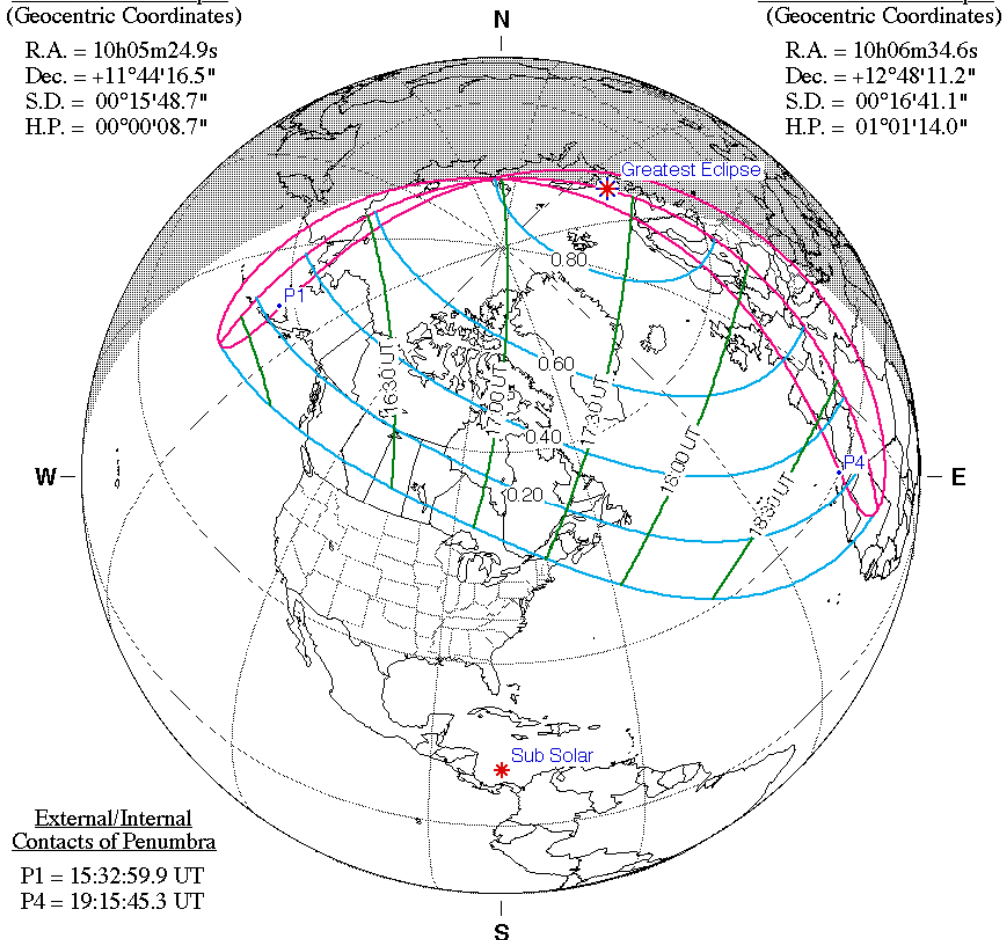 (Geocentric Coordinates)
R.A. = 10h05m24.9s
Dec. = +11°44'16.5"
S.D. = 00°15'48.7"
H.P. = 00°00'08.7"
N
(Geocentric Coordinates)
R.A. = 10h06m34.6s
Dec. = +12°48'11.2"
S.D. = 00°16'41.1"
H.P. = 01°01'14.0"
Greatest Eclipse
0.80
P1
0.60
16:30 UT
17:00 UT
17:30 UT
0.40
18:00 UT
P4
W
E
0.20
18:30 UT
Sub Solar
External/Internal
Contacts of Penumbra
P1 = 15:32:59.9 UT
P4 = 19:15:45.3 UT
S